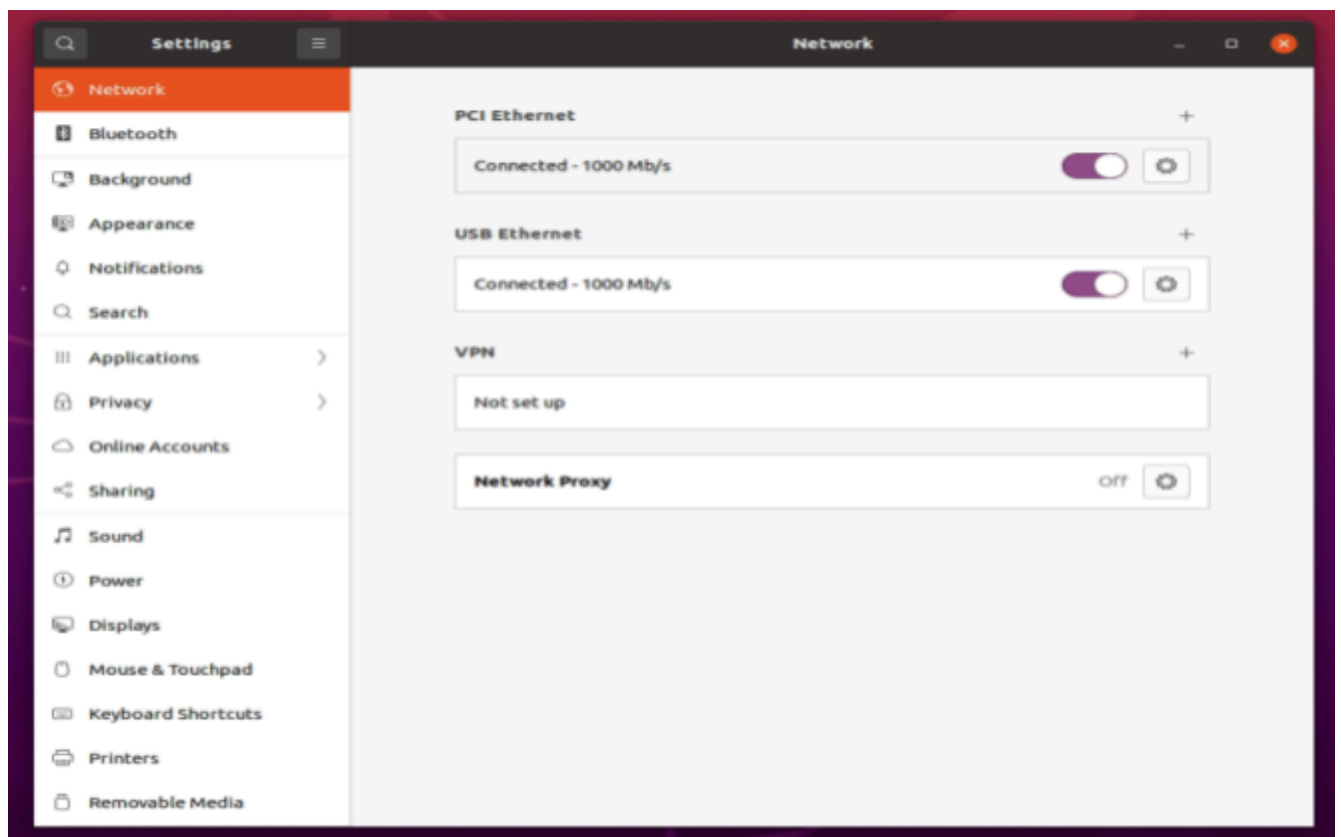 Settings
Network
Network
Bluetooth
Background
Appearance
Notifications
Search
Applications
Privacy
Online Accounts
Sharing
Sound
Power
Displays
Mouse & Touchpad
Keyboard Shortcuts
Printers
Removable Media
PCI Ethernet
Connected - 1000 Mb/s
USB Ethernet
Connected - 1000 Mb/s
VPN
Not set up
Network Proxy Off